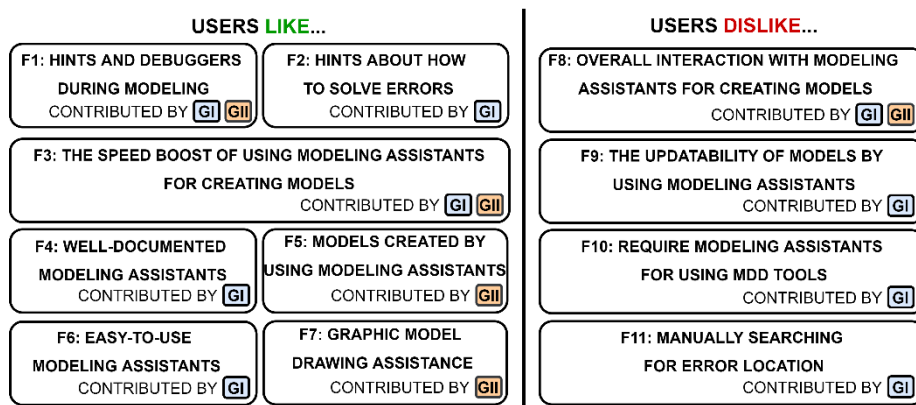 USERS LIKE...
F1: HINTS AND DEBUGGERS
DURING MODELING
CONTRIBUTED BY GI GII
F2: HINTS ABOUT HOW
TO SOLVE ERRORS
CONTRIBUTED BY GI
F3: THE SPEED BOOST OF USING MODELING ASSISTANTS
FOR CREATING MODELS
CONTRIBUTED BY GI GII
F4: WELL-DOCUMENTED
MODELING ASSISTANTS
CONTRIBUTED BY GI
F5: MODELS CREATED BY
USING MODELING ASSISTANTS
CONTRIBUTED BY GII
F6: EASY-TO-USE
MODELING ASSISTANTS
CONTRIBUTED BY GI
F7: GRAPHIC MODEL
DRAWING ASSISTANCE
CONTRIBUTED BY GII
USERS DISLIKE...
F8: OVERALL INTERACTION WITH MODELING
ASSISTANTS FOR CREATING MODELS
CONTRIBUTED BY GI GII
F9: THE UPDATABILITY OF MODELS BY
USING MODELING ASSISTANTS
CONTRIBUTED BY GI
F10: REQUIRE MODELING ASSISTANTS
FOR USING MDD TOOLS
CONTRIBUTED BY GI
F11: MANUALLY SEARCHING
FOR ERROR LOCATION
CONTRIBUTED BY GI